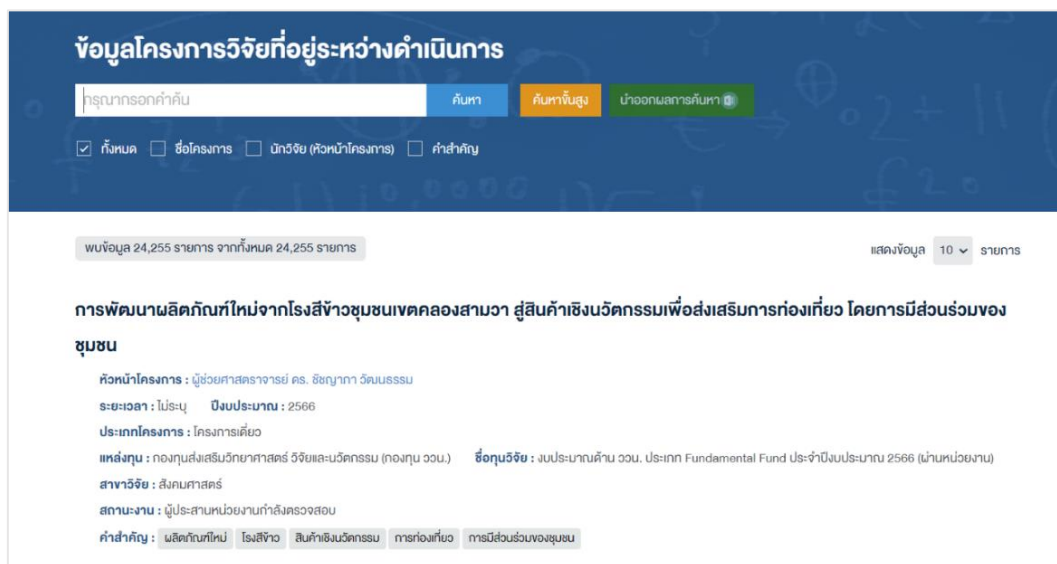 ข้อมูลโครงการวิจัยที่อยู่ระหว่างดำเนินการ
กรุณากรอกคำค้น ค้นหา ค้นหาขั้นสูง นำออกผลการค้นหา
ทั้งหมด ชื่อโครงการ นักวิจัย (หัวหน้าโครงการ) คำสำคัญ
พบข้อมูล 24,255 รายการ จากทั้งหมด 24,255 รายการ แสดงข้อมูล 10 รายการ
การพัฒนาผลิตภัณฑ์ใหม่จากโรงสีข้าวชุมชนเขตคลองสามวา สู่สินค้าเชิงนวัตกรรมเพื่อส่งเสริมการท่องเที่ยว โดยการมีส่วนร่วมของ
ชุมชน
หัวหน้าโครงการ : ผู้ช่วยศาสตราจารย์ ดร. ชิชญากา วัฒนธรรม
ระยะเวลา : ไม่ระบุ ปีงบประมาณ : 2566
ประเภทโครงการ : โครงการเดี่ยว
แหล่งทุน : กองทุนส่งเสริมวิทยาศาสตร์ วิจัยและนวัตกรรม (กองทุน ววน.) ชื่อทุนวิจัย : งบประมาณด้าน ววน. ประเภท Fundamental Fund ประจำปีงบประมาณ 2566 (ผ่านหน่วยงาน)
สาขาวิจัย : สังคมศาสตร์
สถานะงาน : ผู้ประสานหน่วยงานกำลังตรวจสอบ
คำสำคัญ : ผลิตภัณฑ์ใหม่ โรงสีข้าว สินค้าเชิงนวัตกรรม การท่องเที่ยว การมีส่วนร่วมของชุมชน